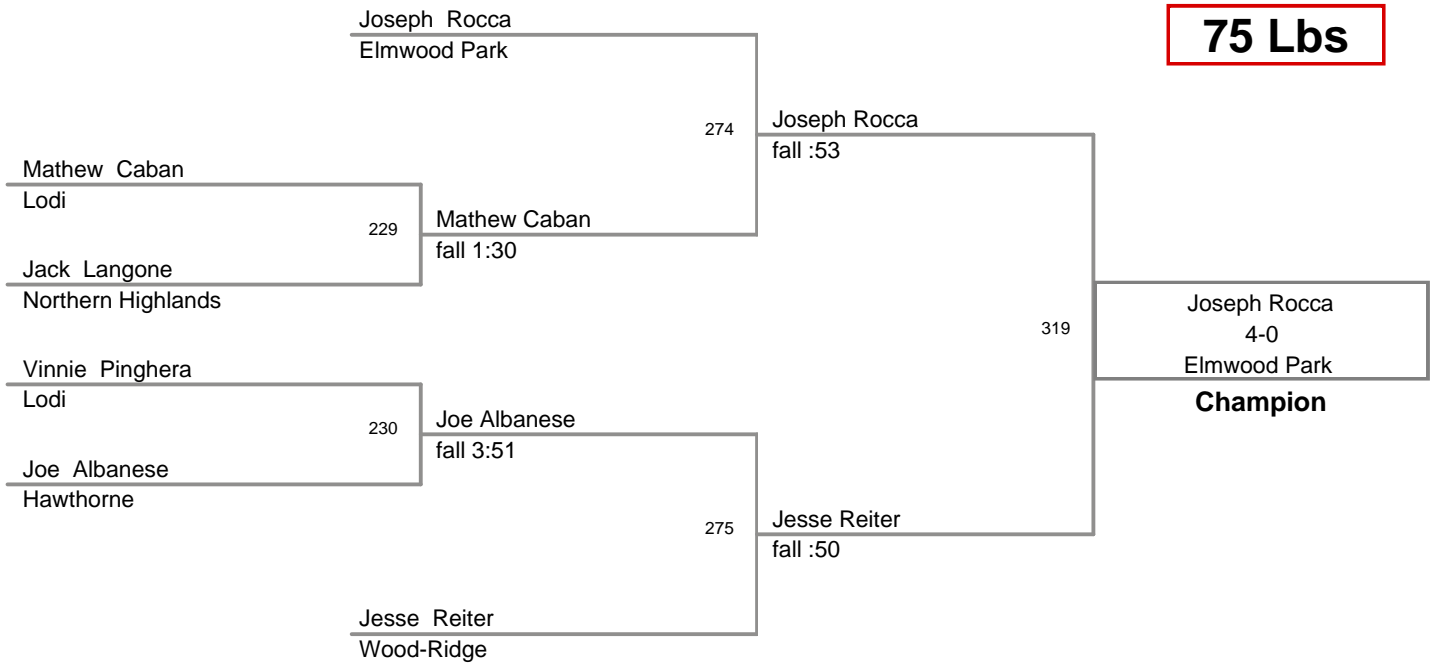 Joseph Rocca
Elmwood Park
75 Lbs
274
Joseph Rocca
fall :53
Mathew Caban
Lodi
229
Mathew Caban
fall 1:30
Jack Langone
Northern Highlands
319
Joseph Rocca
4-0
Elmwood Park
Champion
Vinnie Pinghera
Lodi
230
Joe Albanese
fall 3:51
Joe Albanese
Hawthorne
275
Jesse Reiter
fall :50
Jesse Reiter
Wood-Ridge